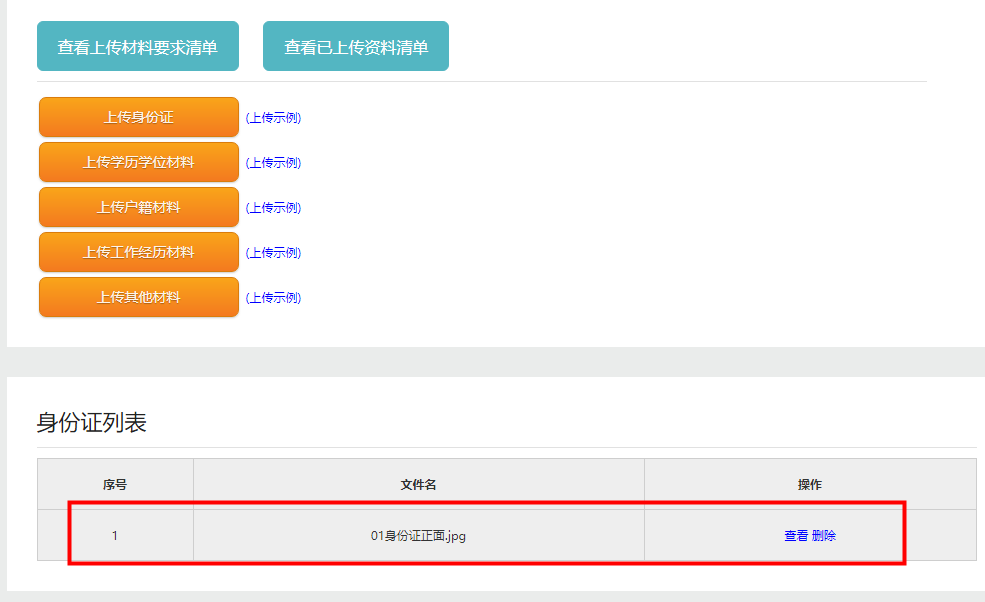 查看上传材料要求清单 查看已上传资料清单
上传身份证 (上传示例)
上传学历学位材料 (上传示例)
上传户籍材料 (上传示例)
上传工作经历材料 (上传示例)
上传其他材料 (上传示例)
身份证列表
序号 文件名 操作
1 01身份证正面.jpg 查看 删除